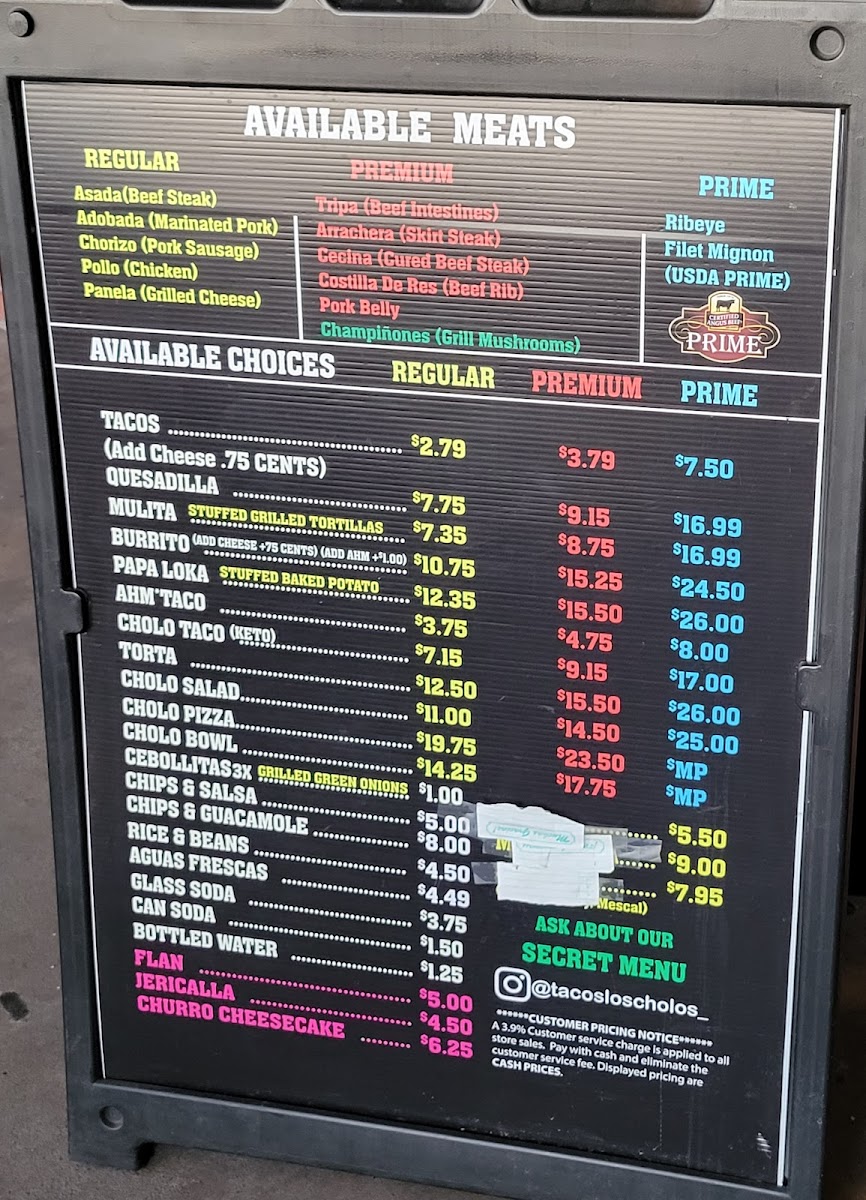 AVAILABLE MEATS
REGULAR
Asada(Beef Steak)
Adobada (Marinated Pork)
Chorizo (Pork Sausage)
Pollo (Chicken)
Panela (Grilled Cheese)
PREMIUM
Tripa (Beef Intestines)
Arrachera (Skirt Steak)
Cecina (Cured Beef Steak)
Costilla De Res (Beef Rib)
Pork Belly
Champiñones (Grill Mushrooms)
PRIME
Ribeye
Filet Mignon
(USDA PRIME)
CERTIFIED
ANGUS BEEF
PRIME
AVAILABLE CHOICES REGULAR PREMIUM PRIME
TACOS $2.79 $3.79 $7.50
(Add Cheese .75 CENTS)
QUESADILLA $7.75 $9.15 $16.99
MULITA STUFFED GRILLED TORTILLAS $7.35 $8.75 $16.99
BURRITO (ADD CHEESE +75 CENTS) (ADD AHM +$1.00) $10.75 $15.25 $24.50
PAPA LOKA STUFFED BAKED POTATO $12.35 $15.50 $26.00
AHM*TACO $3.75 $4.75 $8.00
CHOLO TACO (KETO) $7.15 $9.15 $17.00
TORTA $12.50 $15.50 $26.00
CHOLO SALAD $11.00 $14.50 $25.00
CHOLO PIZZA $19.75 $23.50 $MP
CHOLO BOWL $14.25 $17.75 $MP
CEBOLLITAS 3X GRILLED GREEN ONIONS $1.00
CHIPS & SALSA $5.00
CHIPS & GUACAMOLE $8.00
RICE & BEANS $4.50
AGUAS FRESCAS $4.49
GLASS SODA $3.75
CAN SODA $1.50
BOTTLED WATER $1.25
FLAN $5.00
JERICALLA $4.50
CHURRO CHEESECAKE $6.25
$5.50
M $9.00
$7.95
Mescal)
ASK ABOUT OUR
SECRET MENU
@tacosloscholos_
******CUSTOMER PRICING NOTICE******
A 3.9% Customer service charge is applied to all
store sales. Pay with cash and eliminate the
customer service fee. Displayed pricing are
CASH PRICES.